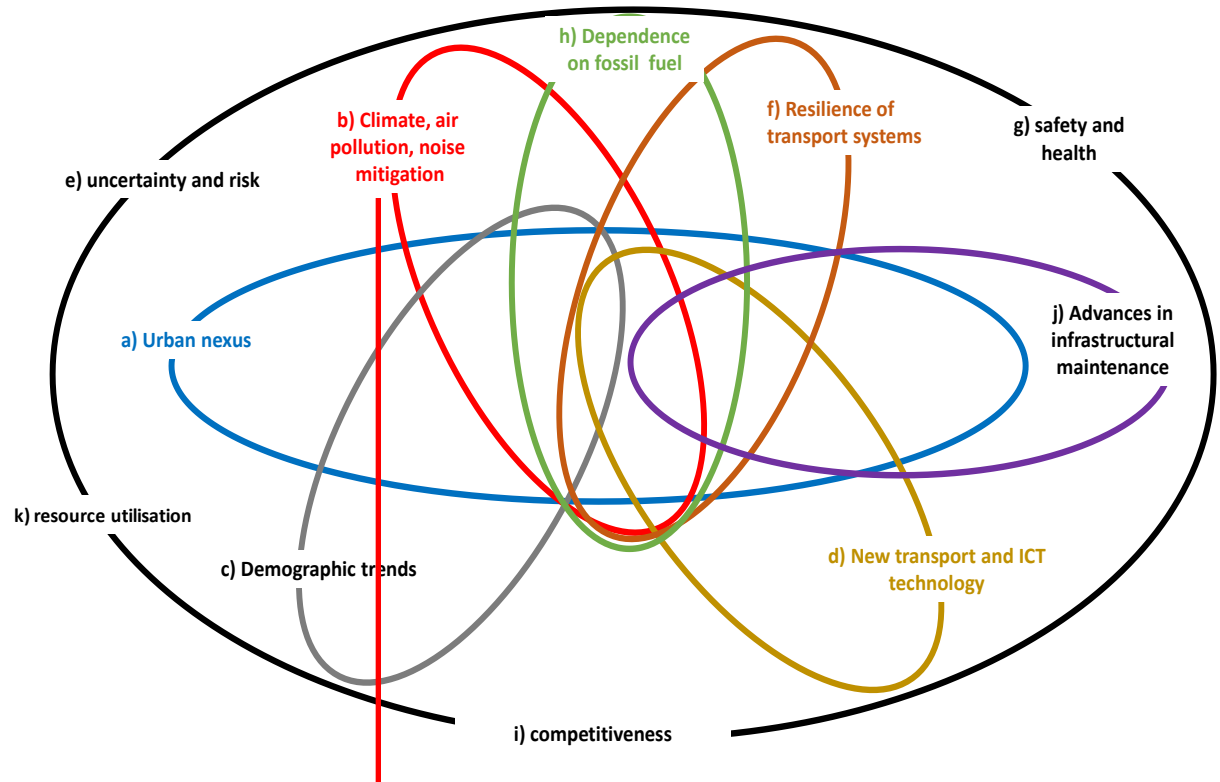 h) Dependence
on fossil fuel
b) Climate, air
pollution, noise
mitigation
f) Resilience of
transport systems
g) safety and
health
e) uncertainty and risk
a) Urban nexus
j) Advances in
infrastructural
maintenance
k) resource utilisation
c) Demographic trends
d) New transport and ICT
technology
i) competitiveness